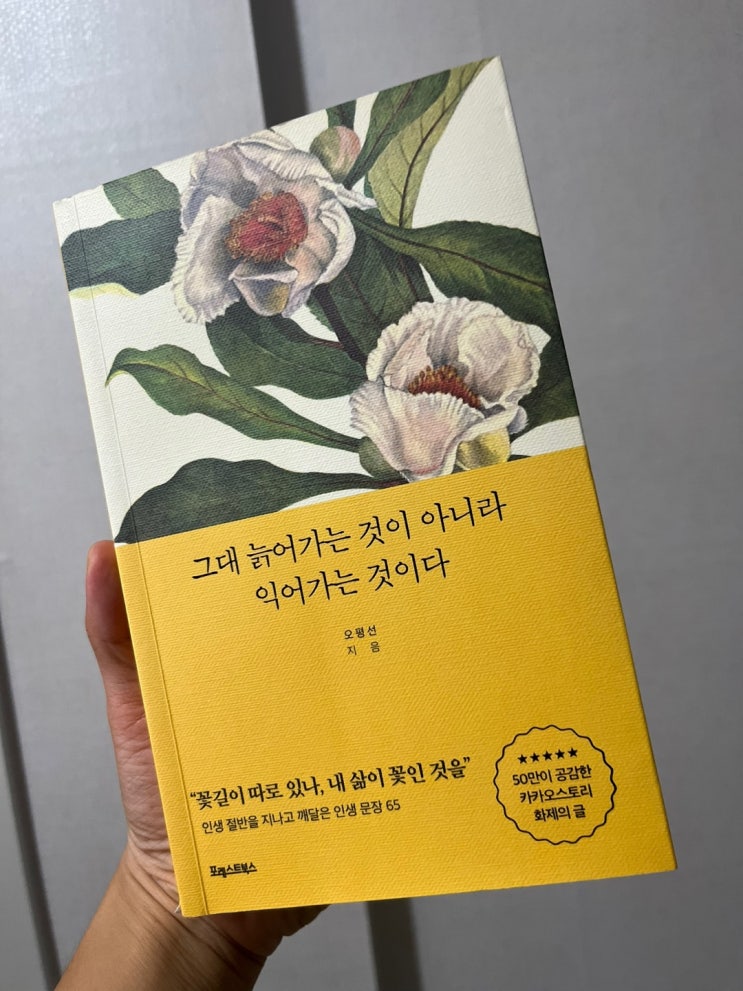 그대 늙어가는 것이 아니라
익어가는 것이다
오평선
지음
“꽃길이 따로 있나, 내 삶이 꽃인 것을”
인생 절반을 지나고 깨달은 인생 문장 65
포레스트북스
★★★★★
50만이 공감한
카카오스토리
화제의 글